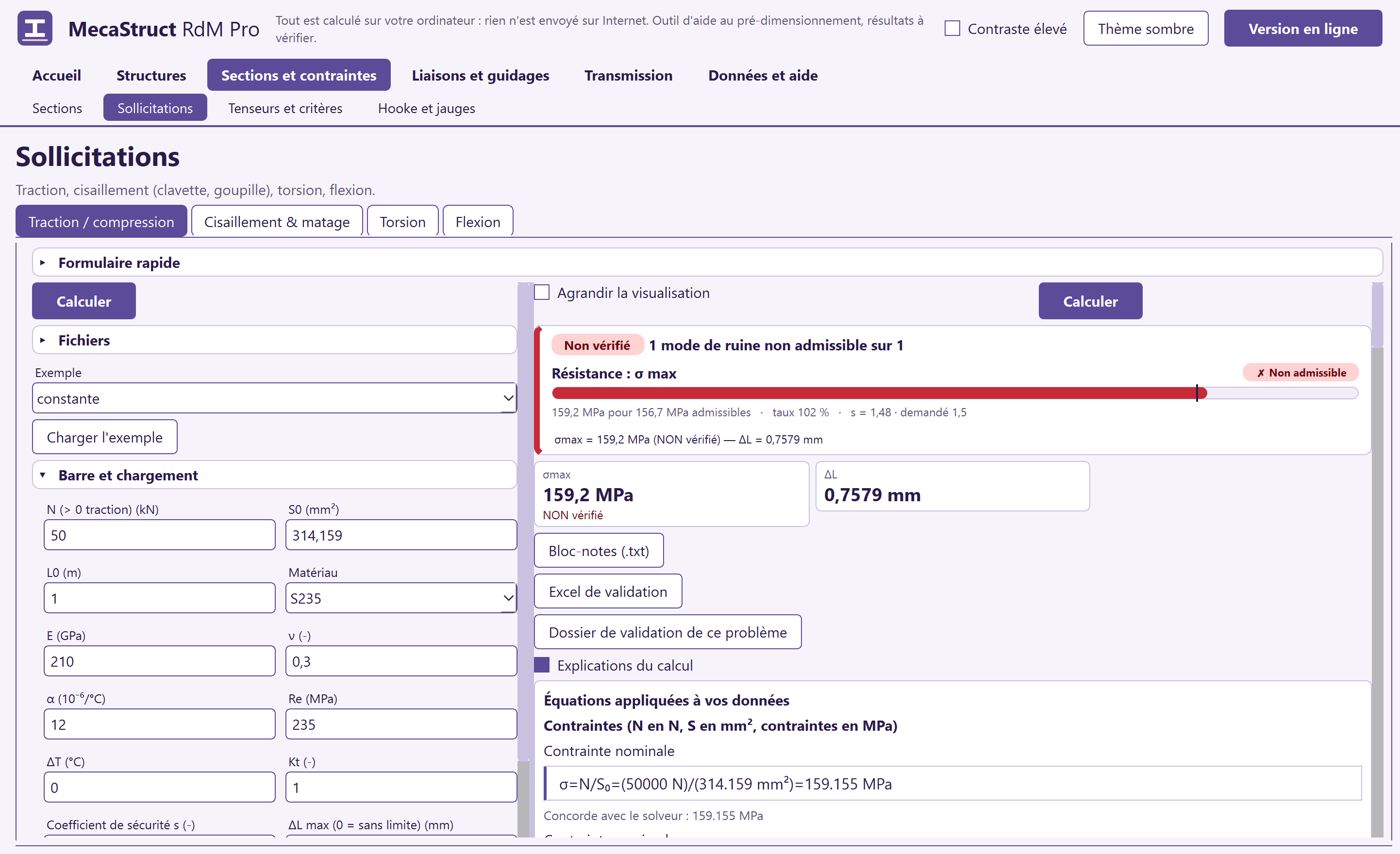 MecaStruct RdM Pro
Tout est calculé sur votre ordinateur : rien n'est envoyé sur Internet. Outil d'aide au pré-dimensionnement, résultats à
vérifier.
Contraste élevé
Thème sombre
Version en ligne
Accueil
Structures
Sections et contraintes
Liaisons et guidages
Transmission
Données et aide
Sections
Sollicitations
Tenseurs et critères
Hooke et jauges
Sollicitations
Traction, cisaillement (clavette, goupille), torsion, flexion.
Traction / compression
Cisaillement & matage
Torsion
Flexion
Formulaire rapide
Calculer
Fichiers
Exemple
constante
Charger l'exemple
Barre et chargement
N (> 0 traction) (kN)
S0 (mm²)
50
314,159
L0 (m)
Matériau
1
S235
E (GPa)
ν (-)
210
0,3
α (10⁻⁶/°C)
Re (MPa)
12
235
ΔT (°C)
Kt (-)
0
1
Coefficient de sécurité s (-)
ΔL max (0 = sans limite) (mm)
Agrandir la visualisation
Calculer
Non vérifié 1 mode de ruine non admissible sur 1
Résistance : σ max
✗ Non admissible
159,2 MPa pour 156,7 MPa admissibles · taux 102 % · s = 1,48 · demandé 1,5
σmax = 159,2 MPa (NON vérifié) — ΔL = 0,7579 mm
σmax
159,2 MPa
NON vérifié
ΔL
0,7579 mm
Bloc-notes (.txt)
Excel de validation
Dossier de validation de ce problème
Explications du calcul
Équations appliquées à vos données
Contraintes (N en N, S en mm², contraintes en MPa)
Contrainte nominale
σ=N/S₀=(50000 N)/(314.159 mm²)=159.155 MPa
Concorde avec le solveur : 159.155 MPa